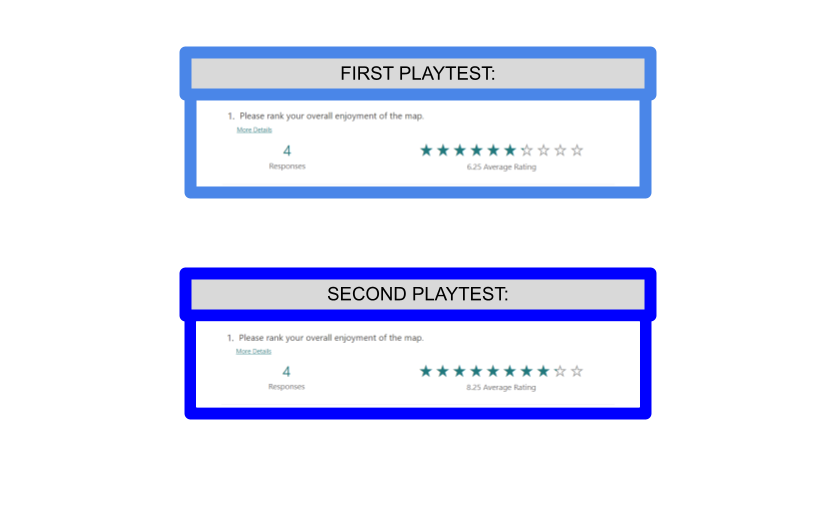 FIRST PLAYTEST:
1. Please rank your overall enjoyment of the map.
More Details
4
Responses
6.25 Average Rating
SECOND PLAYTEST:
1. Please rank your overall enjoyment of the map.
More Details
4
Responses
8.25 Average Rating